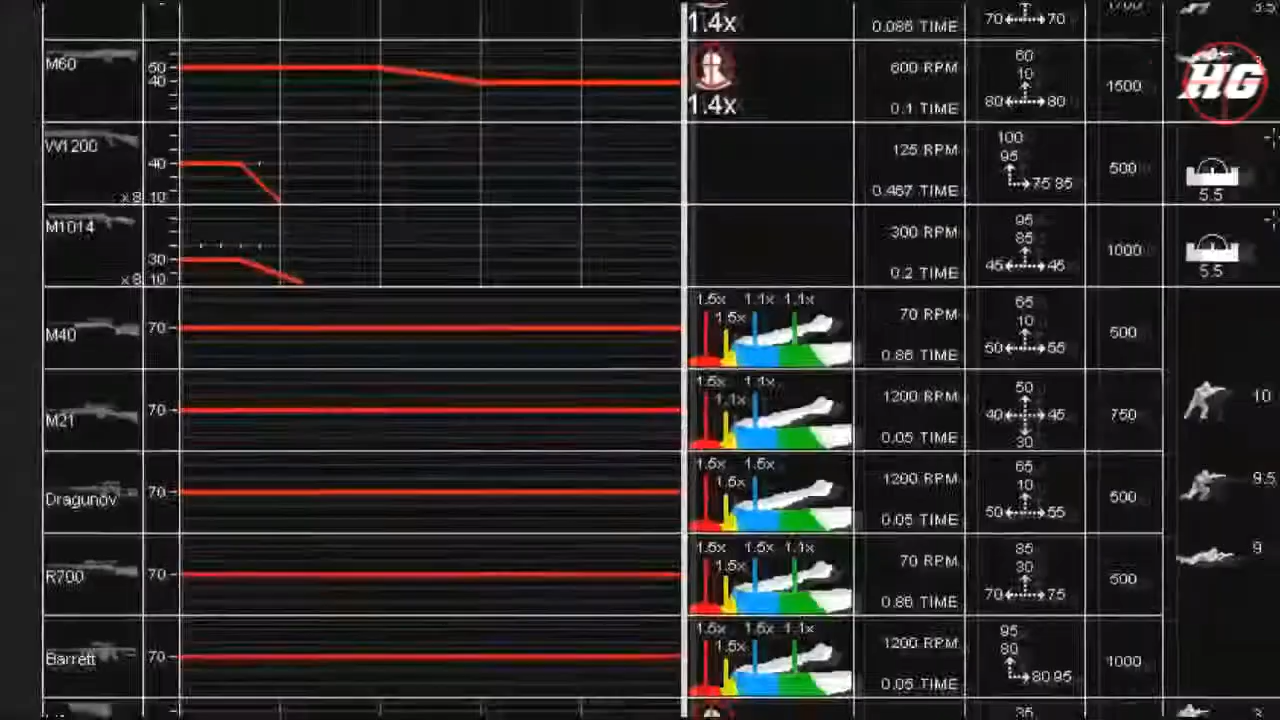 1.4x
0.086 TIME
70 70
M60
50
40
1.4x
600 RPM
0.1 TIME
60
10
80 80
1500
HG
W1200
40
x8 10
125 RPM
0.467 TIME
100
95
75 85
500
5.5
M1014
30
x8 10
300 RPM
0.2 TIME
95
85
45 45
1000
5.5
M40
70
1.5x 1.1x 1.1x
1.5x
70 RPM
0.86 TIME
65
10
50 55
500
M21
70
1.5x 1.1x
1.1x
1200 RPM
0.05 TIME
50
40 45
30
750
10
Dragunov
70
1.5x 1.5x
1.5x
1200 RPM
0.05 TIME
65
10
50 55
500
9.5
R700
70
1.5x 1.5x 1.1x
1.5x
70 RPM
0.86 TIME
85
30
70 75
500
9
Barrett
70
1.5x 1.5x 1.1x
1.5x
1200 RPM
0.05 TIME
95
80
80 95
1000